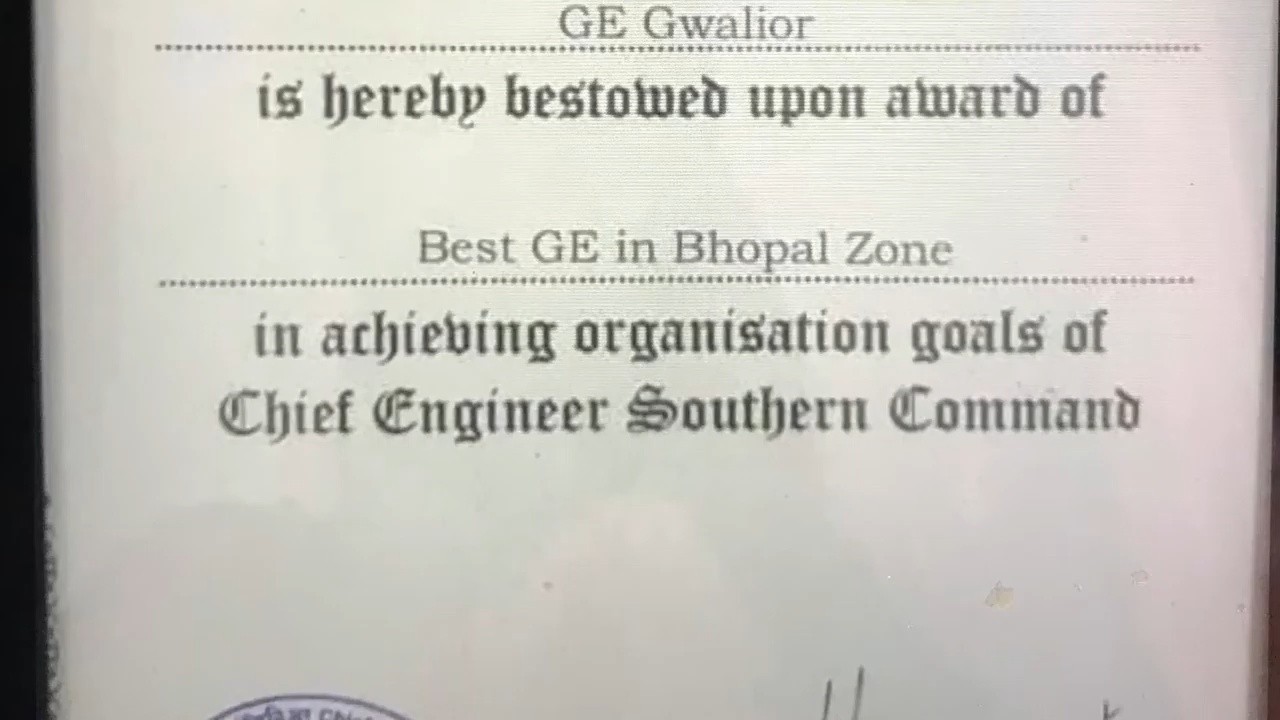 GE Gwalior
is hereby bestowed upon award of
Best GE in Bhopal Zone
in achieving organisation goals of
Chief Engineer Southern Command